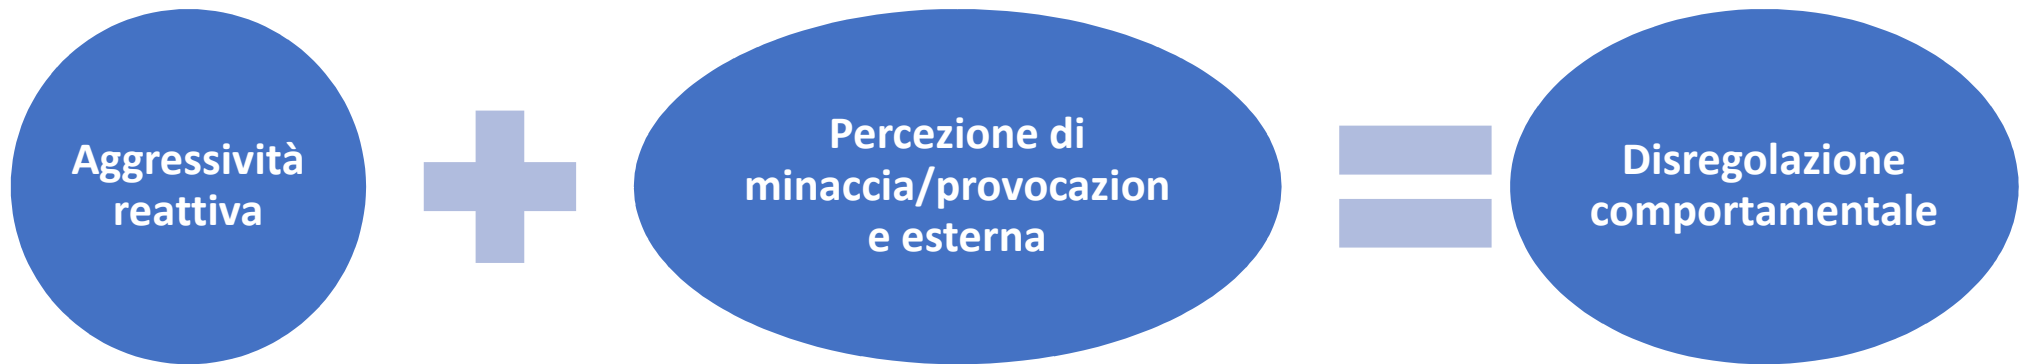 Aggressività
reattiva
Percezione di
minaccia/provocazion
e esterna
Disregolazione
comportamentale